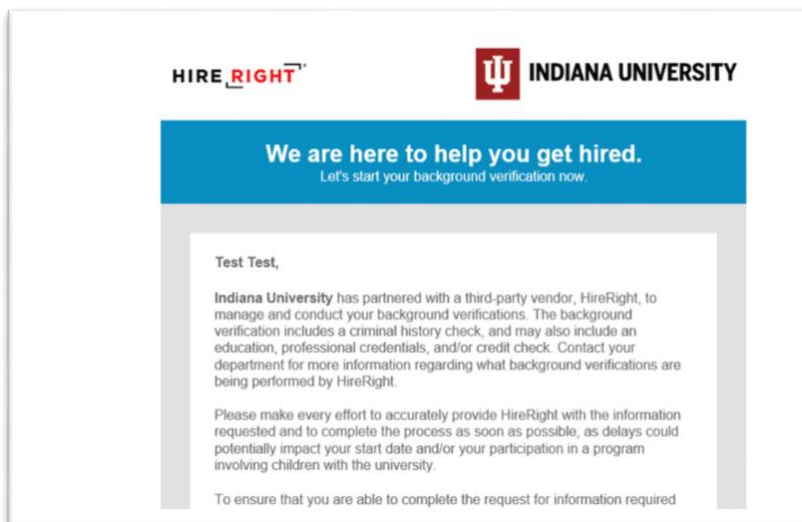 HIRE RIGHT
INDIANA UNIVERSITY
We are here to help you get hired.
Let's start your background verification now.
Test Test,
Indiana University has partnered with a third-party vendor, HireRight, to
manage and conduct your background verifications. The background
verification includes a criminal history check, and may also include an
education, professional credentials, and/or credit check. Contact your
department for more information regarding what background verifications are
being performed by HireRight.
Please make every effort to accurately provide HireRight with the information
requested and to complete the process as soon as possible, as delays could
potentially impact your start date and/or your participation in a program
involving children with the university.
To ensure that you are able to complete the request for information required